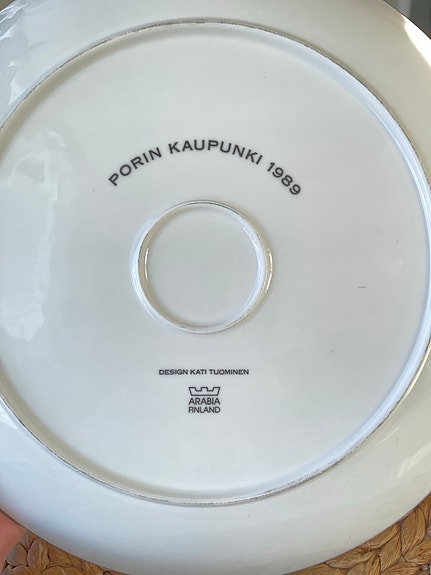 PORIN KAUPUNKI 1989
DESIGN KATI TUOMINEN
ARABIA
FINLAND